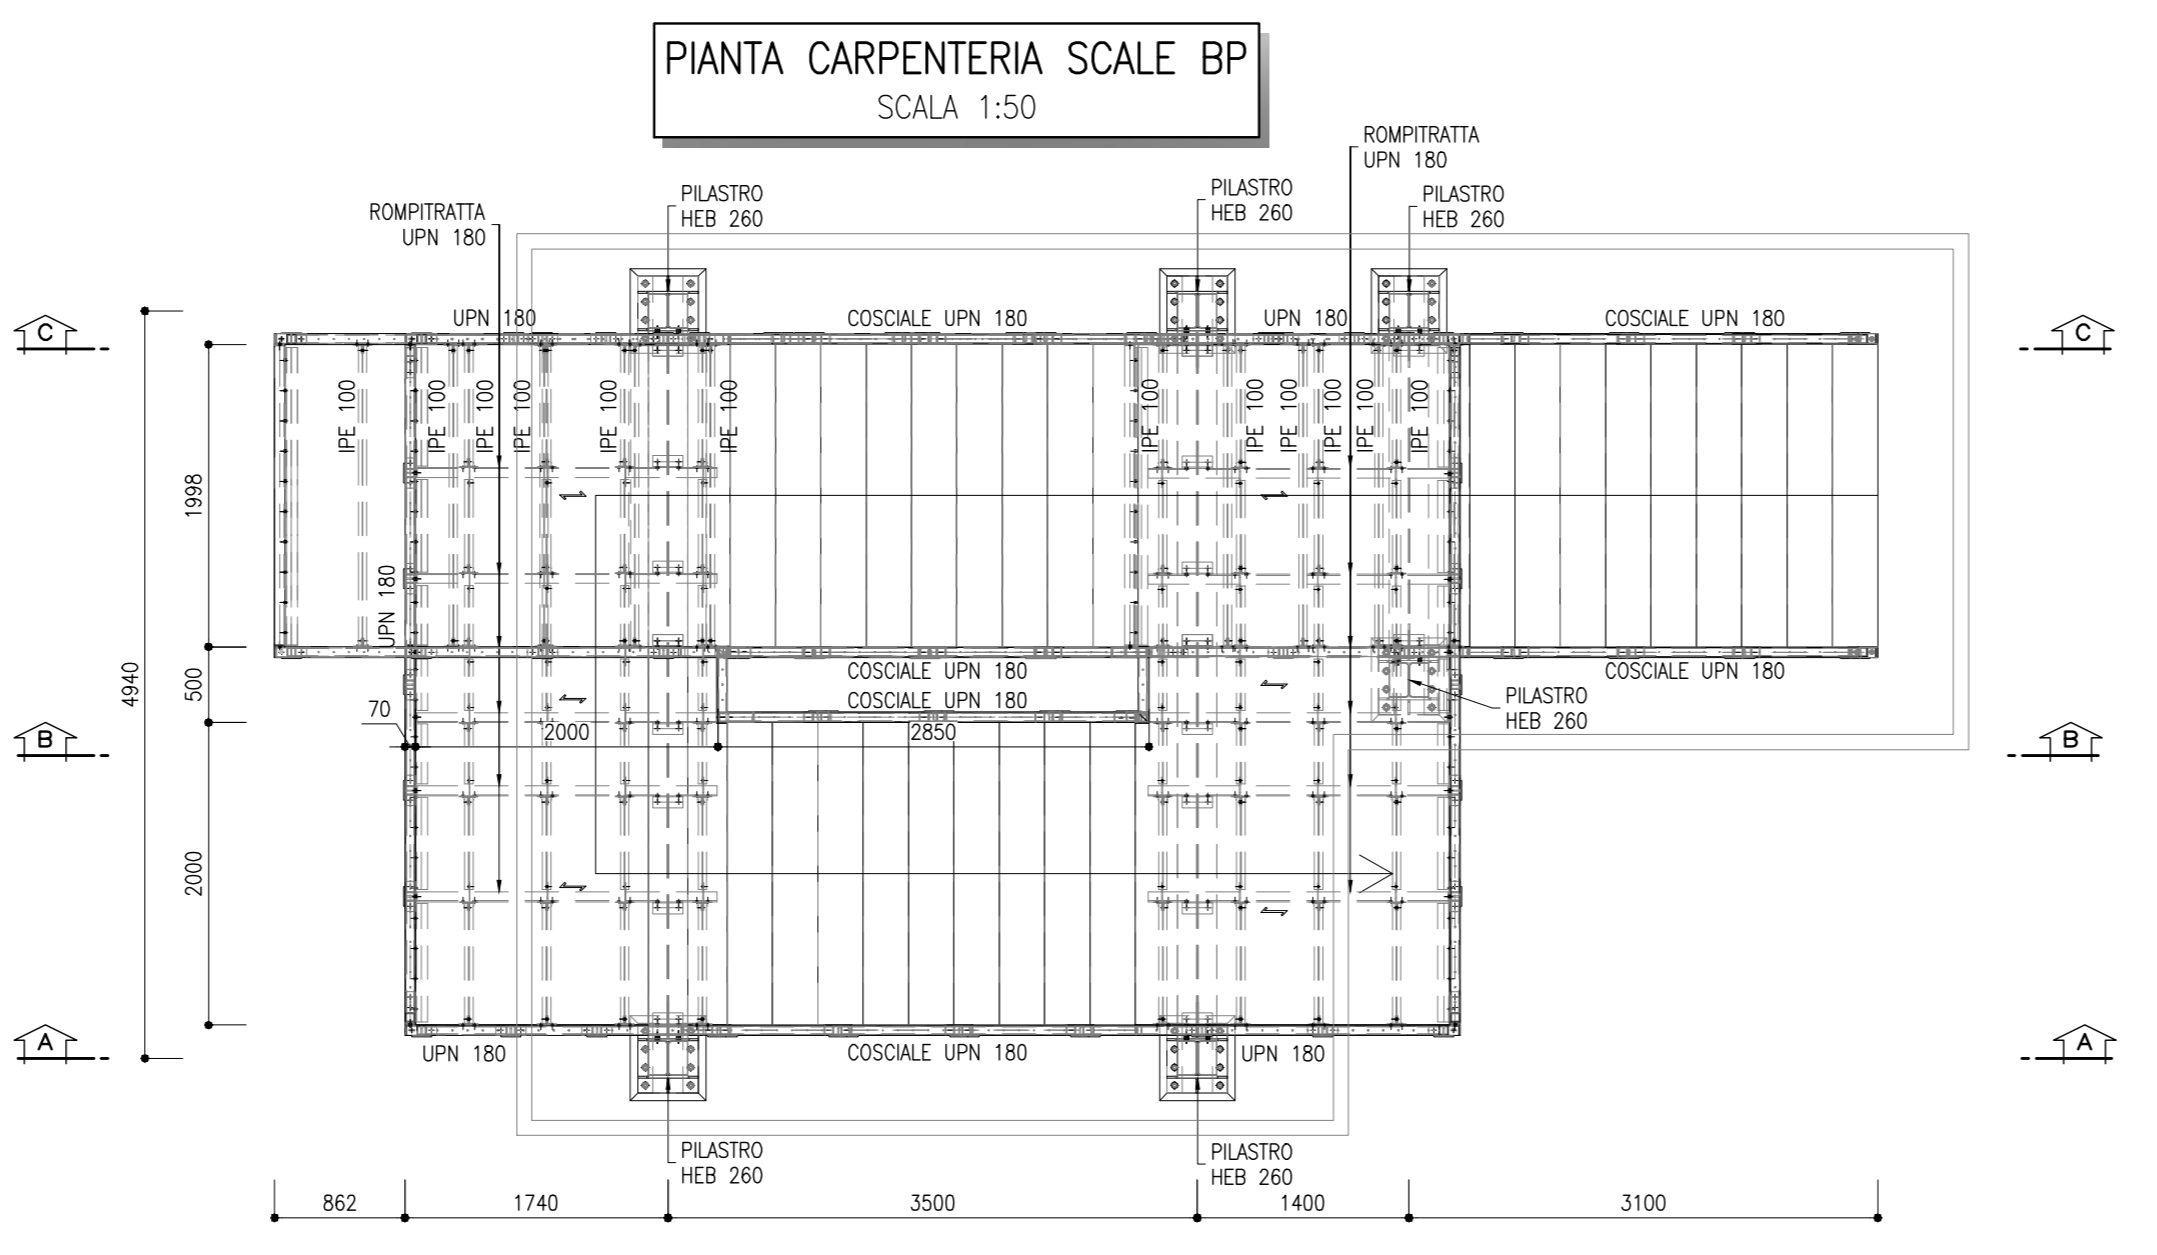 PIANTA CARPENTERIA SCALE BP
SCALA 1:50
ROMPITRATTA
UPN 180
PILASTRO
HEB 260
PILASTRO
HEB 260
PILASTRO
HEB 260
ROMPITRATTA
UPN 180
UPN 180
COSCIALE UPN 180
UPN 180
COSCIALE UPN 180
C
C
IPE 100
IPE 100
IPE 100
IPE 100
IPE 100
IPE 100
IPE 100
IPE 100
IPE 100
IPE 100
IPE 100
IPE 100
1998
UPN 180
4940
500
COSCIALE UPN 180
COSCIALE UPN 180
COSCIALE UPN 180
PILASTRO
HEB 260
70
2000
2850
B
B
2000
A
A
UPN 180
COSCIALE UPN 180
UPN 180
PILASTRO
HEB 260
PILASTRO
HEB 260
862
1740
3500
1400
3100